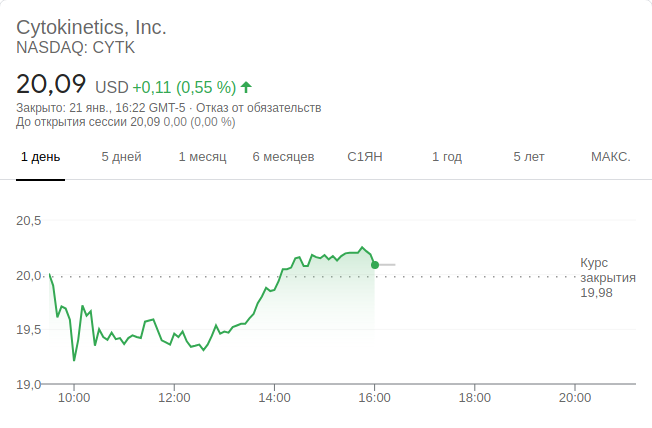 Cytokinetics, Inc.
NASDAQ: CYTK
20,09 USD +0,11 (0,55 %)
Закрыто: 21 янв., 16:22 GMT-5 · Отказ от обязательств
До открытия сессии 20,09 0,00 (0,00 %)
1 день 5 дней 1 месяц 6 месяцев С1ЯН 1 год 5 лет МАКС.
20,5
20,0
19,5
19,0
Курс
закрытия
19,98
10:00 12:00 14:00 16:00 18:00 20:00